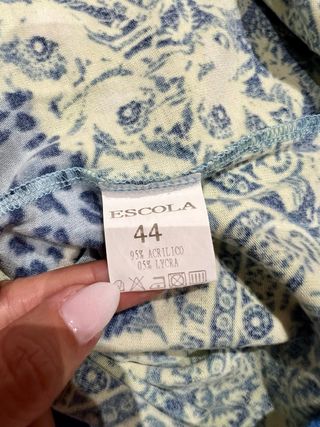 ESCOLA
44
95% ACRILICO
05% LYCRA